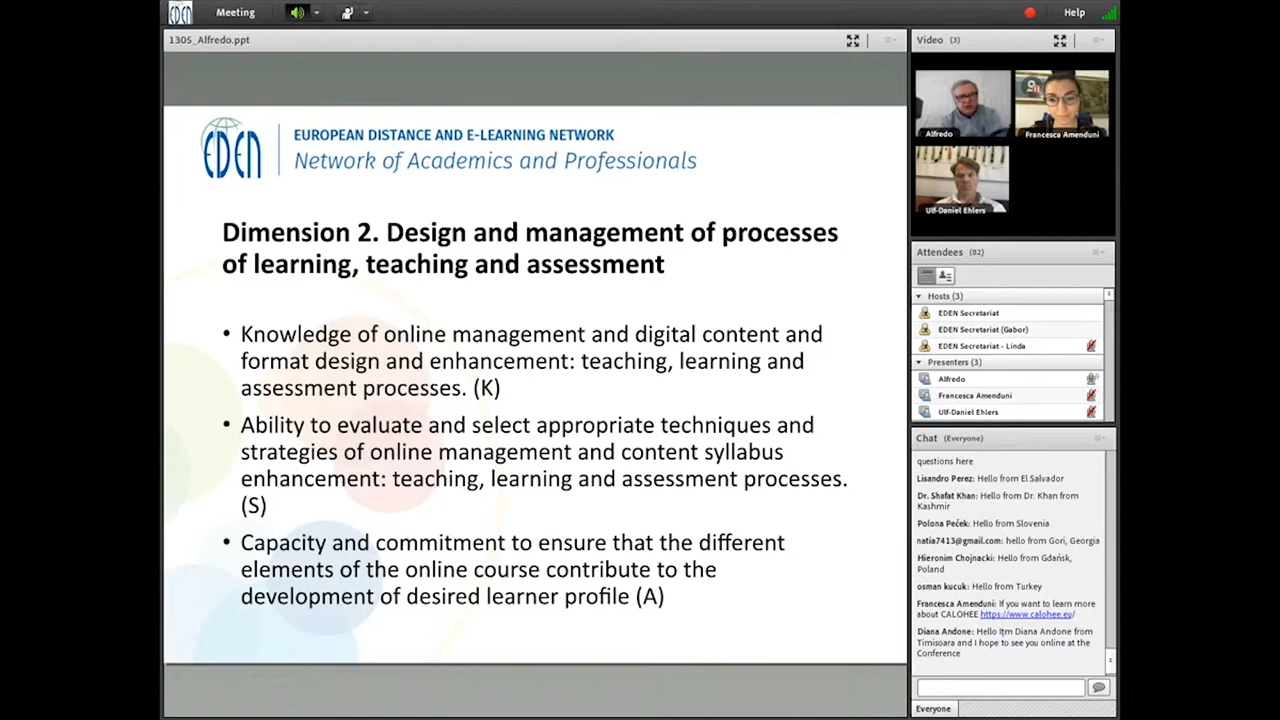 EDEN
Meeting
Help
1305_Alfredo.ppt
EDEN
EUROPEAN DISTANCE AND E-LEARNING NETWORK
Network of Academics and Professionals
Dimension 2. Design and management of processes
of learning, teaching and assessment
• Knowledge of online management and digital content and
format design and enhancement: teaching, learning and
assessment processes. (K)
• Ability to evaluate and select appropriate techniques and
strategies of online management and content syllabus
enhancement: teaching, learning and assessment processes.
(S)
• Capacity and commitment to ensure that the different
elements of the online course contribute to the
development of desired learner profile (A)
Video (3)
Alfredo
Francesca Amenduni
Ulf-Daniel Ehlers
Attendees (82)
Hosts (3)
EDEN Secretariat
EDEN Secretariat (Gabor)
EDEN Secretariat - Linda
Presenters (3)
Alfredo
Francesca Amenduni
Ulf-Daniel Ehlers
Chat (Everyone)
questions here
Lisandro Perez: Hello from El Salvador
Dr. Shafat Khan: Hello from Dr. Khan from
Kashmir
Polona Pećek: Hello from Slovenia
natia7413@gmail.com: hello from Gori, Georgia
Hieronim Chojnacki: Hello from Gdańsk,
Poland
osman kucuk: Hello from Turkey
Francesca Amenduni: If you want to learn more
about CALOHEE https://www.calohee.eu/
Diana Andone: Hello Itm Diana Andone from
Timisoara and I hope to see you online at the
Conference
Everyone